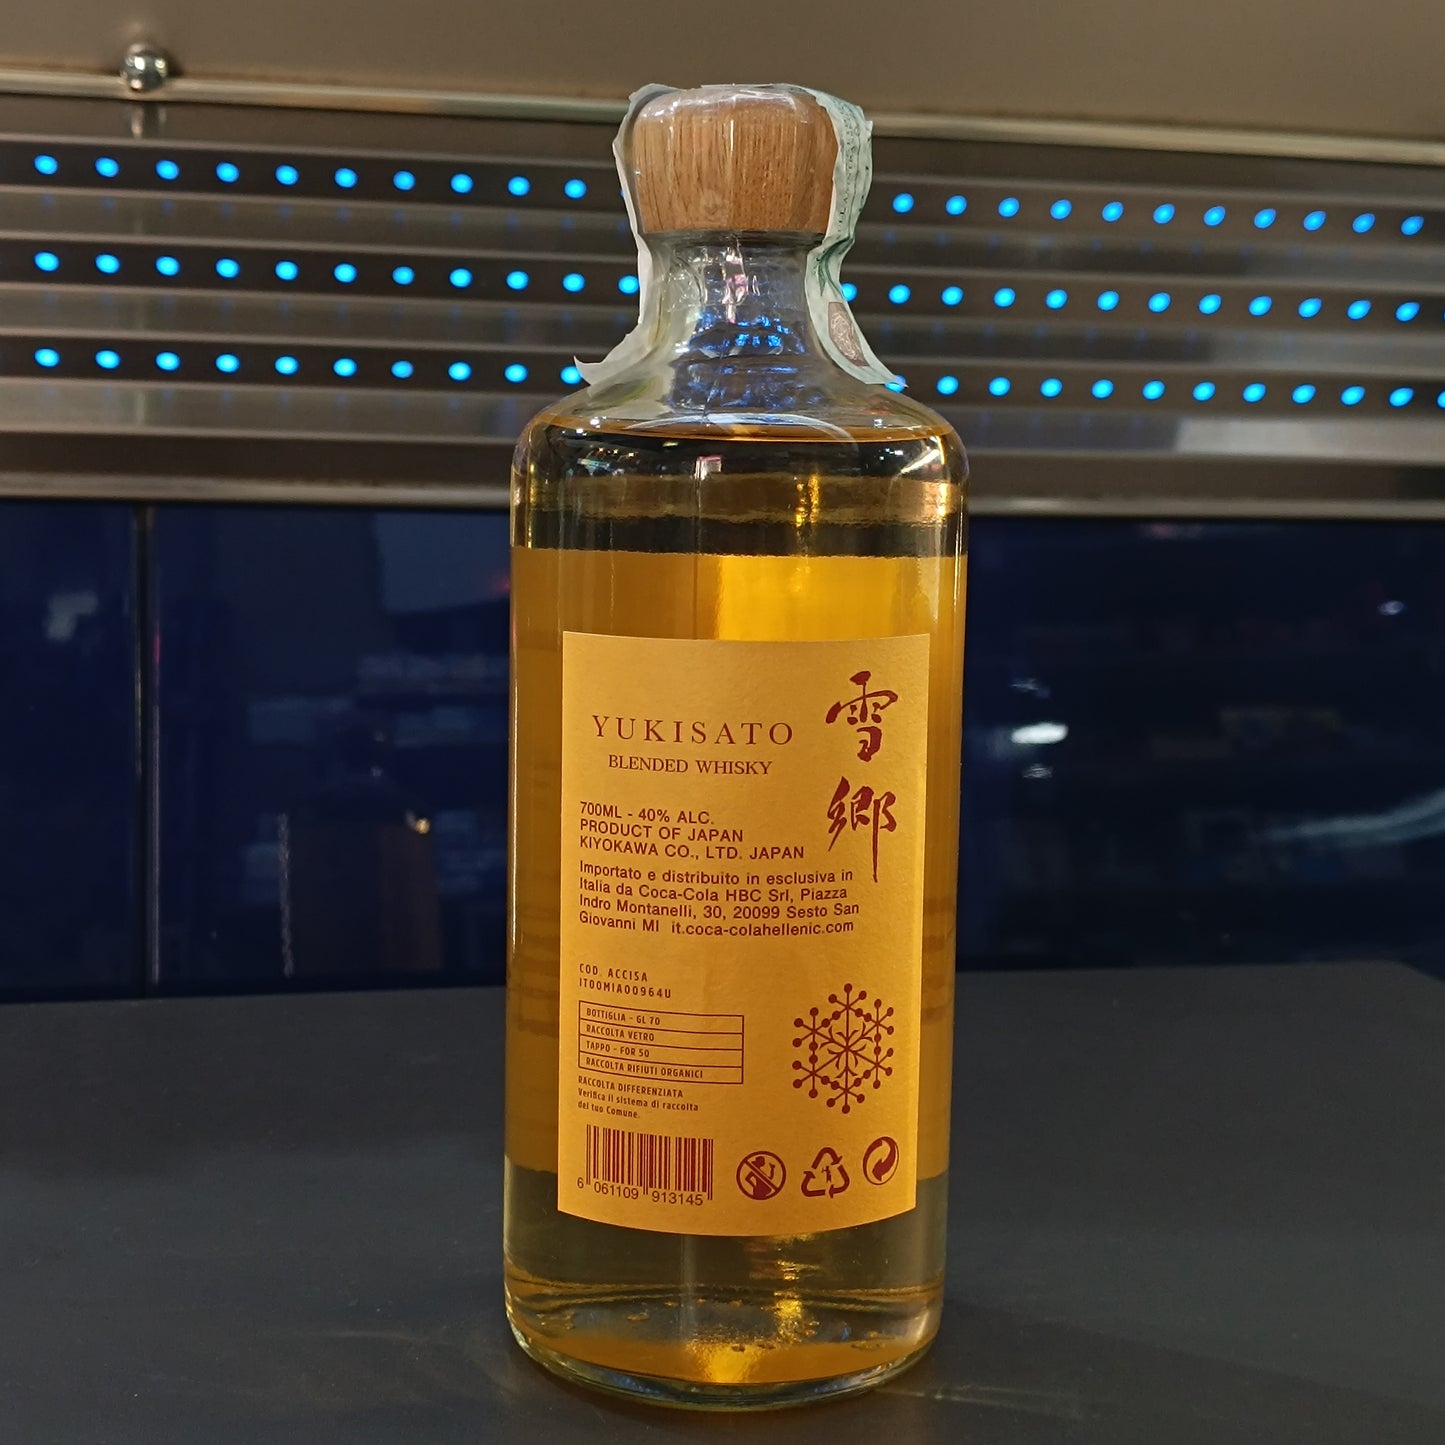 YUKISATO
BLENDED WHISKY
雪郷
700ML - 40% ALC.
PRODUCT OF JAPAN
KIYOKAWA CO., LTD. JAPAN
Importato e distribuito in esclusiva in
Italia da Coca-Cola HBC Srl, Piazza
Indro Montanelli, 30, 20099 Sesto San
Giovanni MI it.coca-colahellenic.com
COD. ACCISA
IT00MIA00964U
BOTTIGLIA - GL 70
RACCOLTA VETRO
TAPPO - FOR 50
RACCOLTA RIFIUTI ORGANICI
RACCOLTA DIFFERENZIATA
Verifica il sistema di raccolta
del tuo Comune.
6 061109 913145